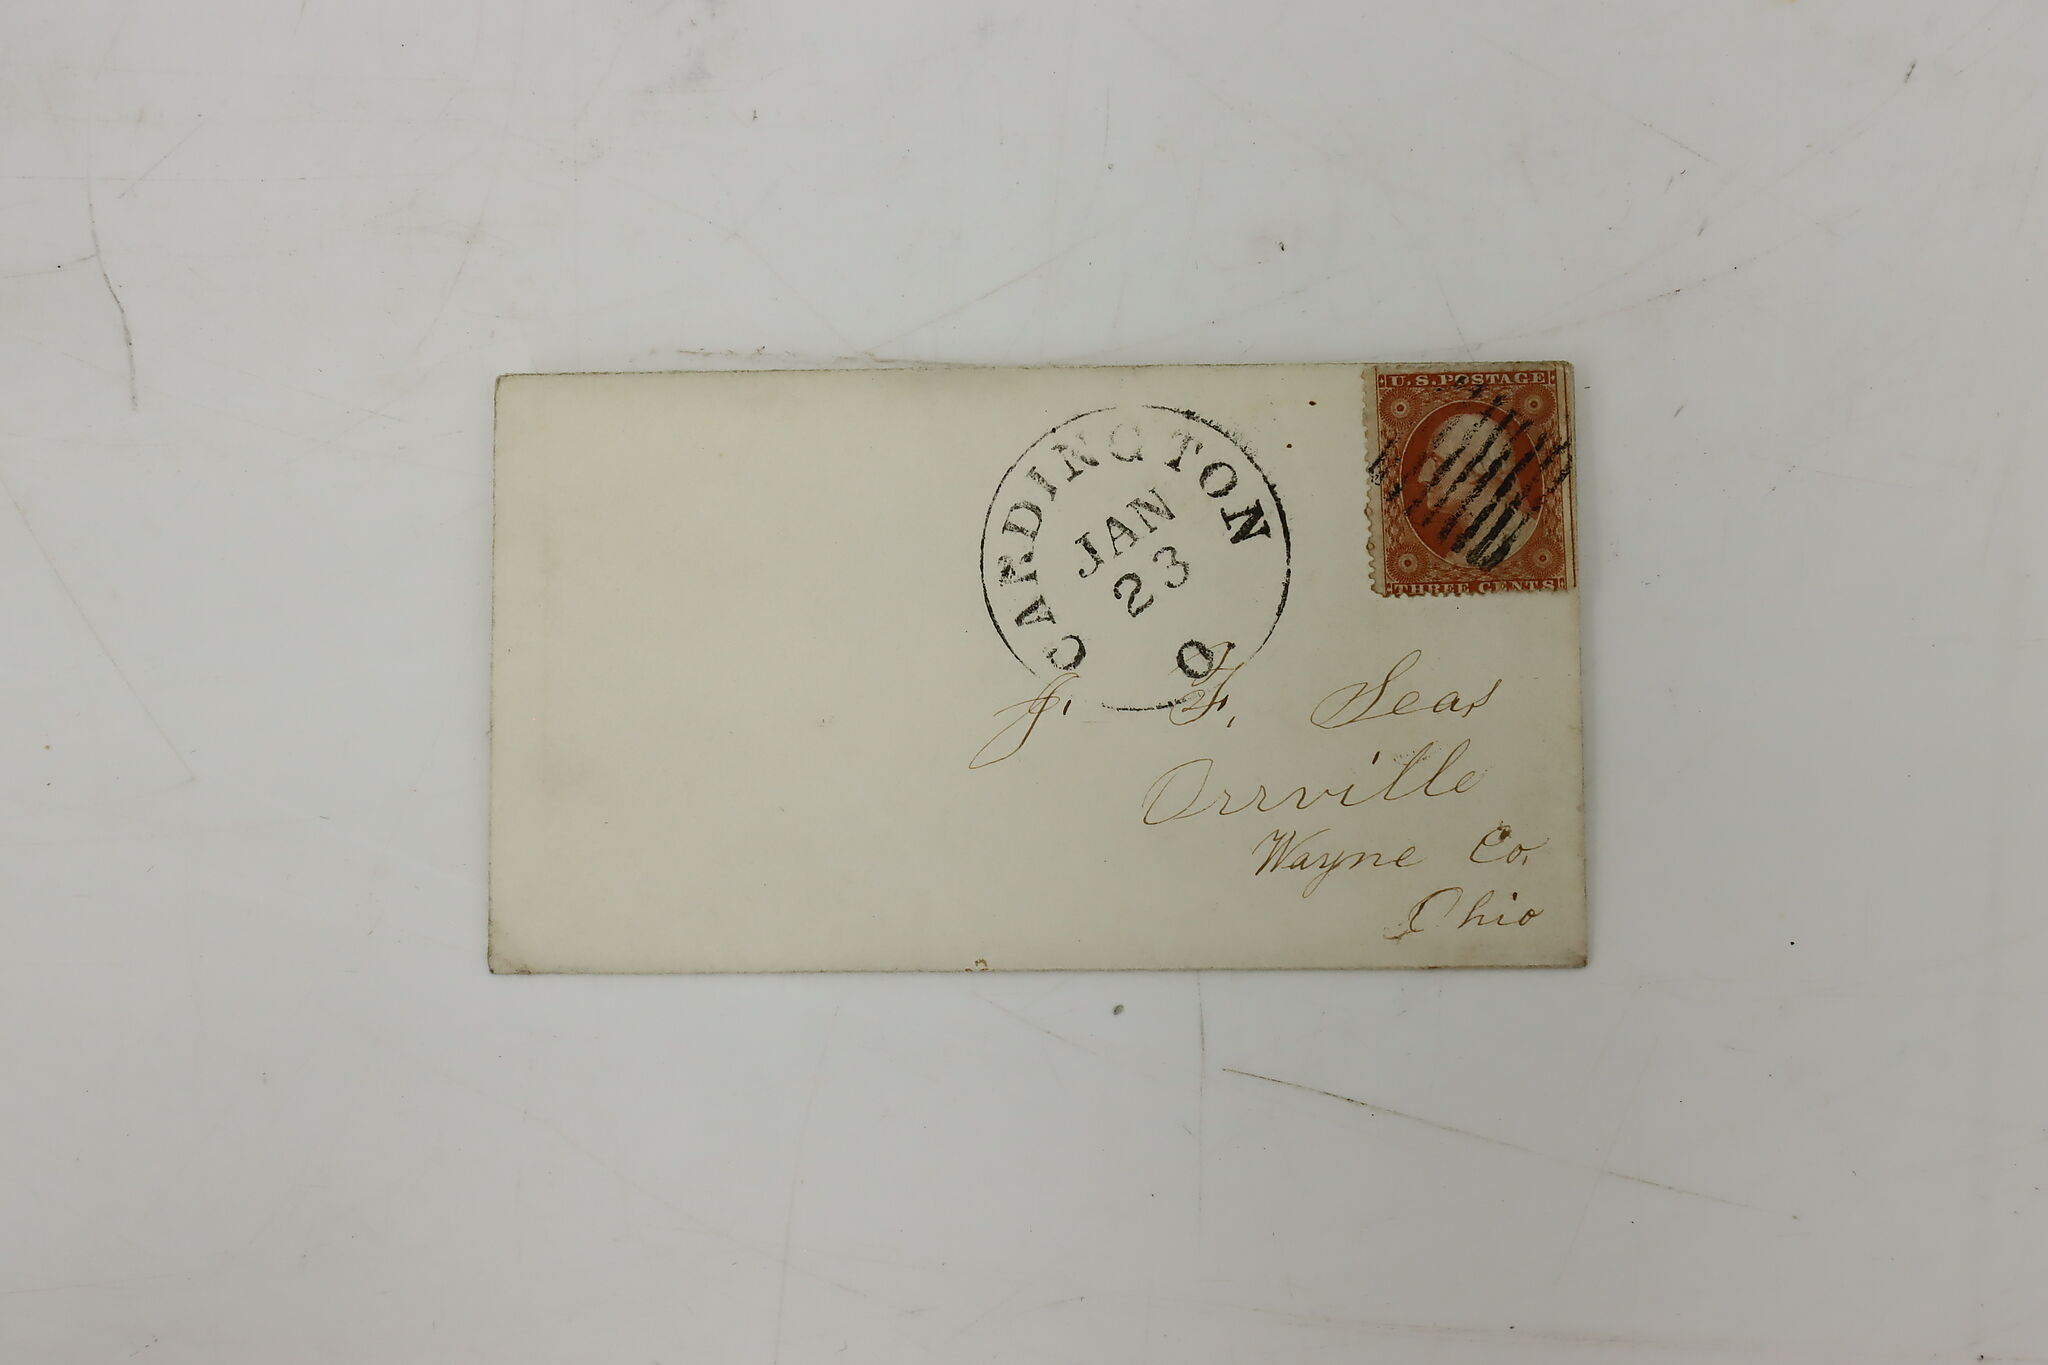 U.S. POSTAGE
THREE CENTS
CARDINGTON
JAN
23
O
J. F. Seas
Orrville
Wayne Co.
Ohio